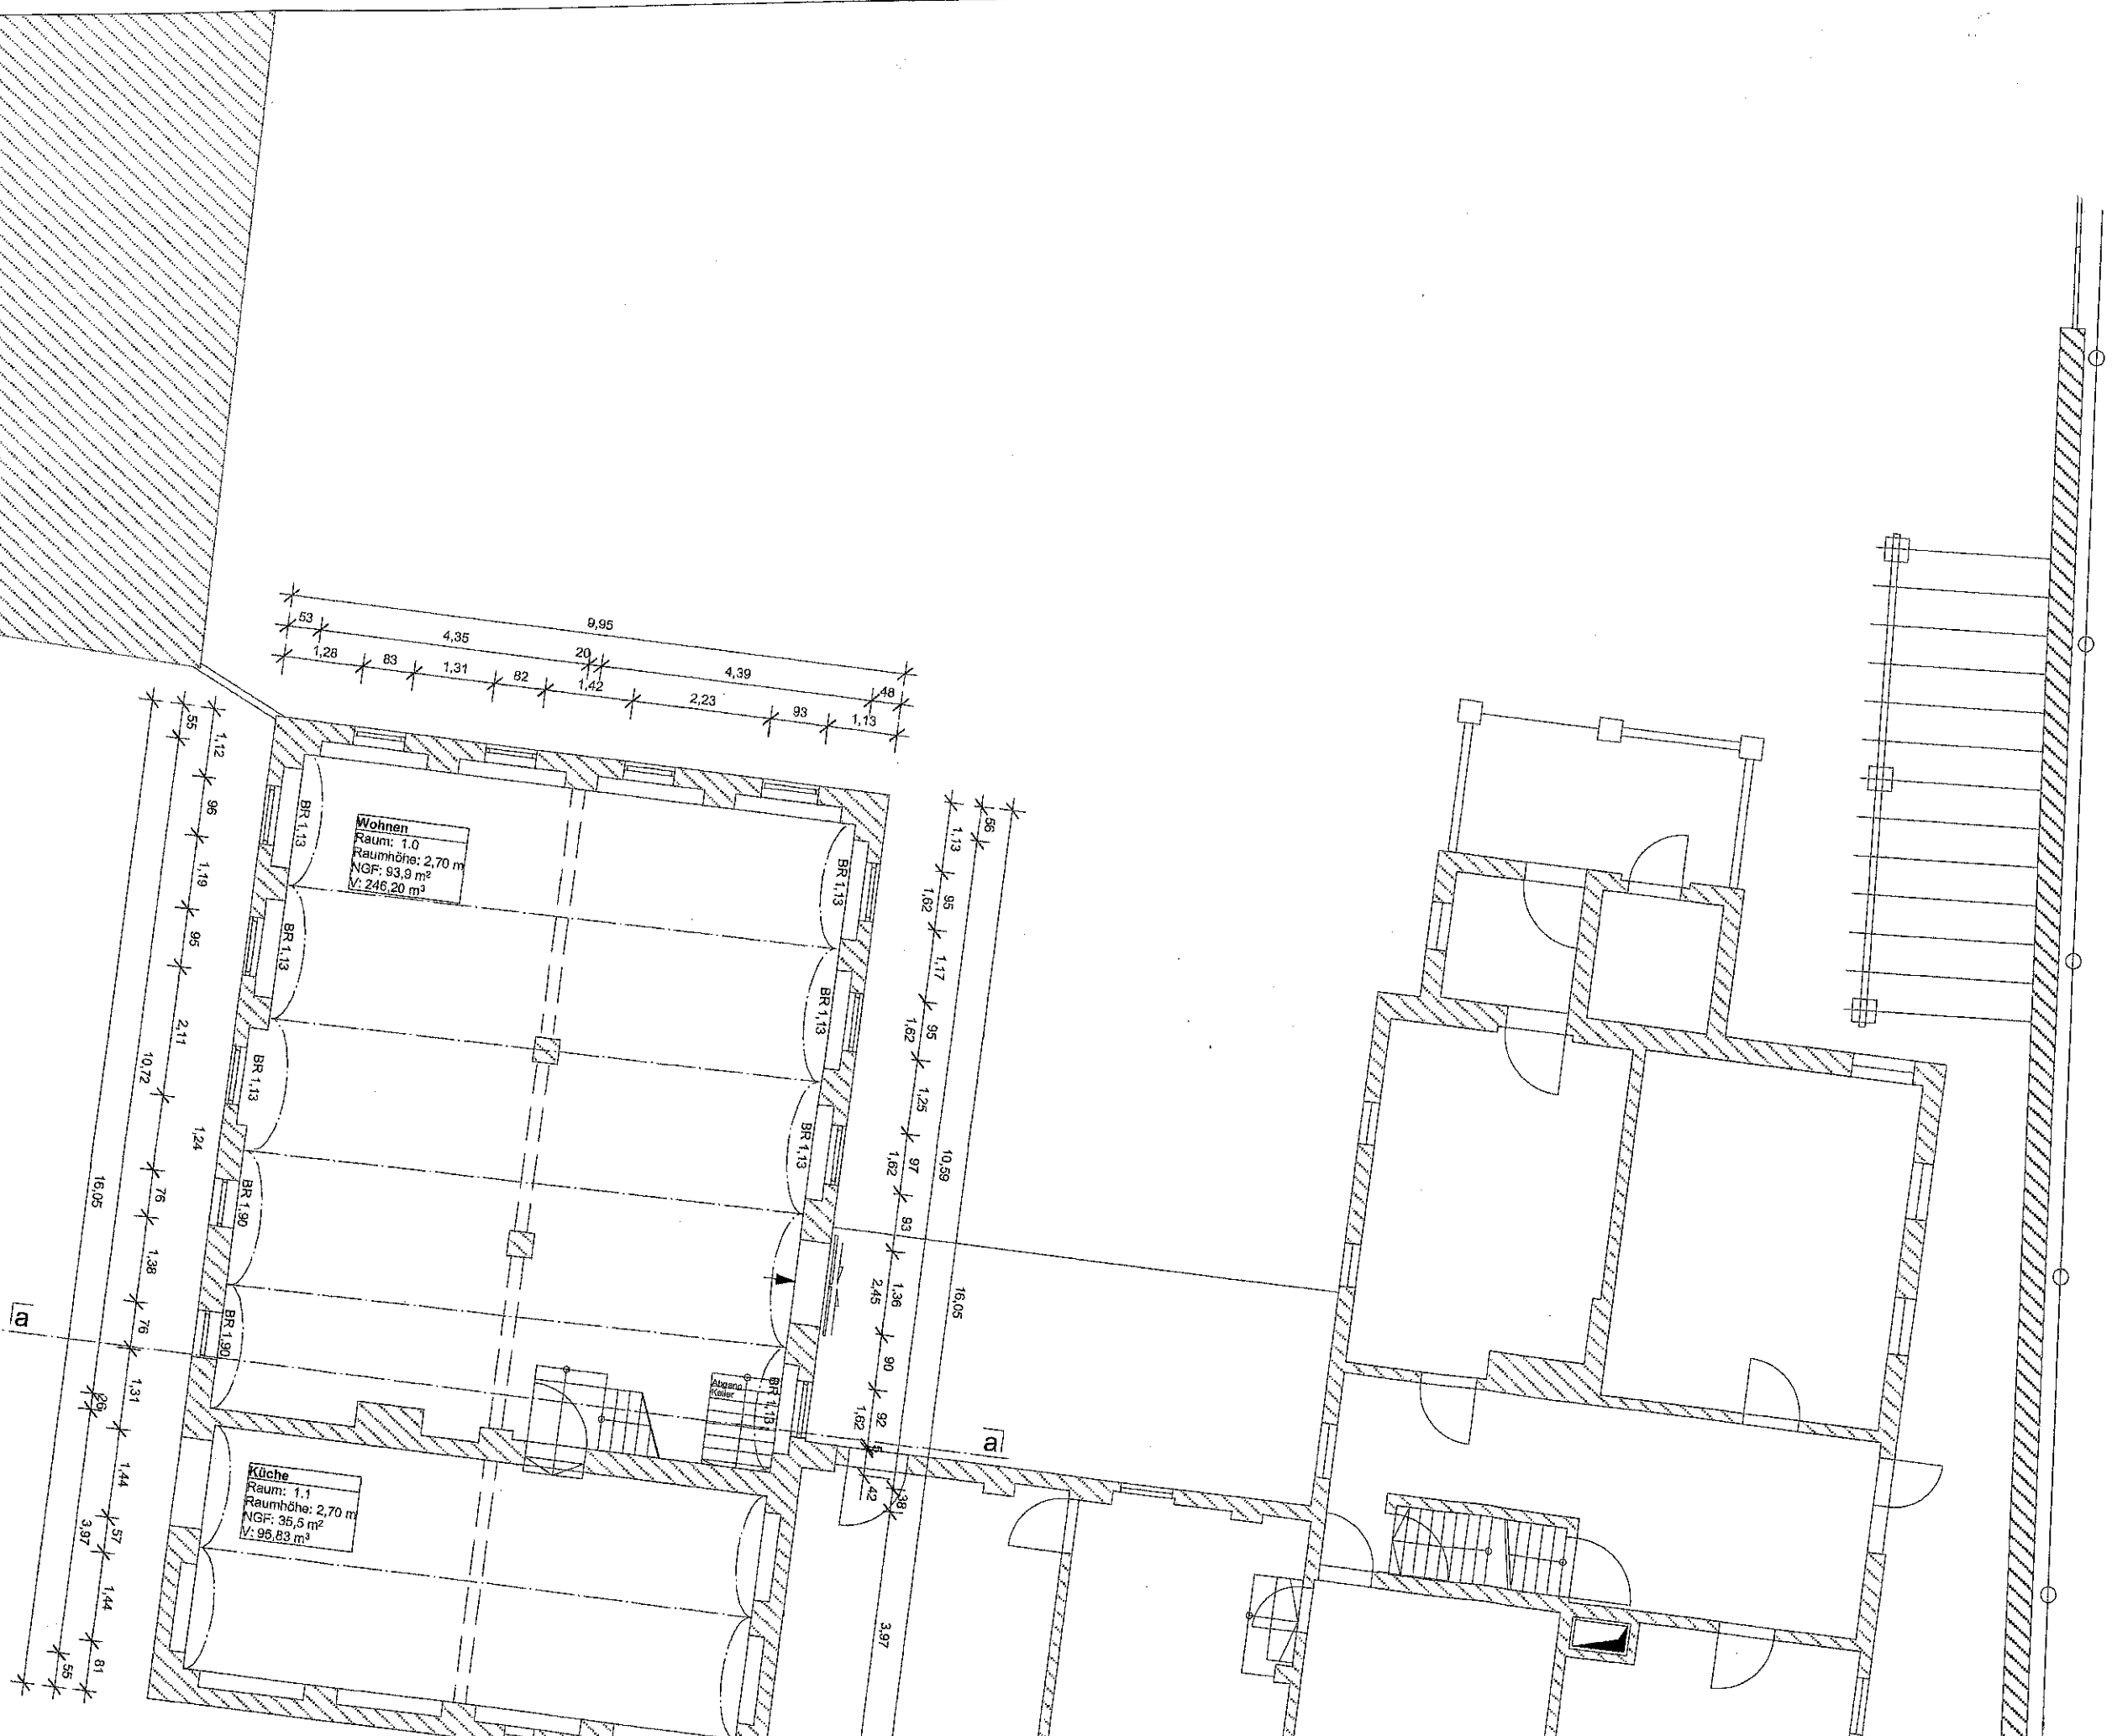 9,95
53
4,35
20
4,39
48
1,28
83
1,31
82
1,42
2,23
93
1,13
55
1,12
96
1,19
95
2,11
10,72
1,24
76
1,38
16,05
76
1,31
26
1,44
57
3,97
1,44
81
55
BR 1,13
BR 1,13
BR 1,13
BR 1,90
BR 1,90
Wohnen
Raum: 1.0
Raumhöhe: 2,70 m
NGF: 93,9 m²
V: 246,20 m³
BR 1,13
BR 1,13
BR 1,13
BR 1,13
56
1,13
95
1,62
1,17
95
1,62
1,25
97
1,62
10,59
93
1,36
2,45
16,05
90
92
1,62
5
42
38
3,97
a
a
Abgang
Keller
Küche
Raum: 1.1
Raumhöhe: 2,70 m
NGF: 35,5 m²
V: 95,83 m³